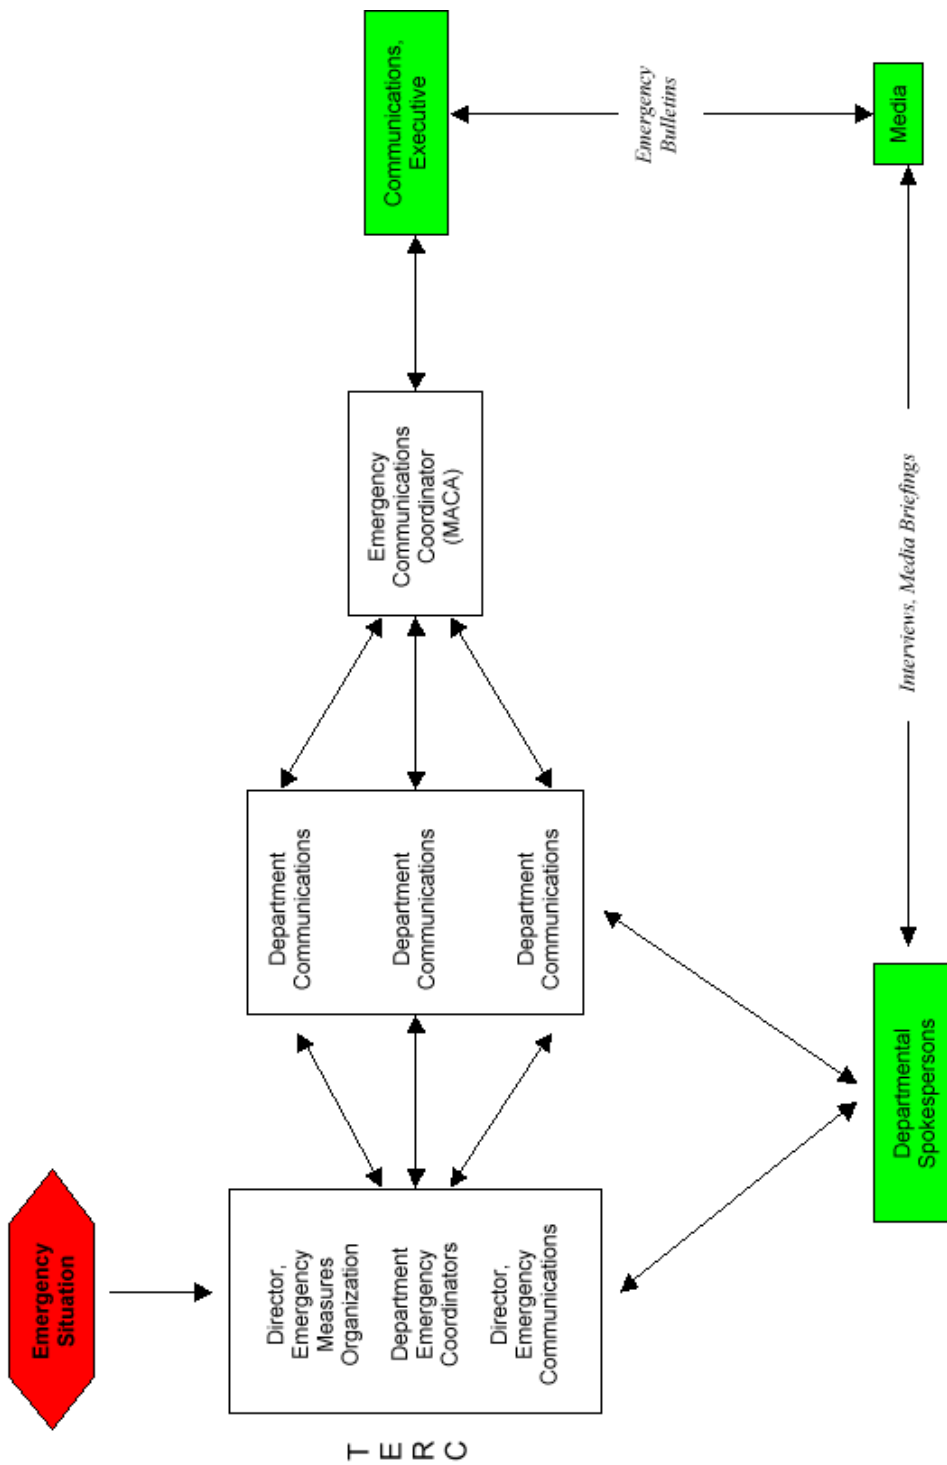 Emergency
Situation
T
E
R
C
Director,
Emergency
Measures
Organization
Department
Emergency
Coordinators
Director,
Emergency
Communications
Department
Communications
Department
Communications
Department
Communications
Emergency
Communications
Coordinator
(MACA)
Communications,
Executive
Emergency
Bulletins
Departmental
Spokespersons
Interviews, Media Briefings
Media